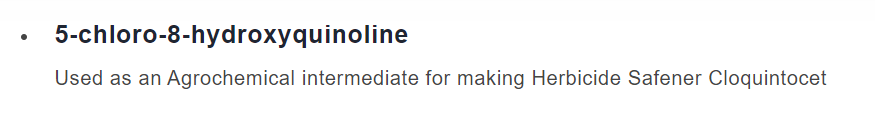 5-chloro-8-hydroxyquinoline
Used as an Agrochemical intermediate for making Herbicide Safener Cloquintocet